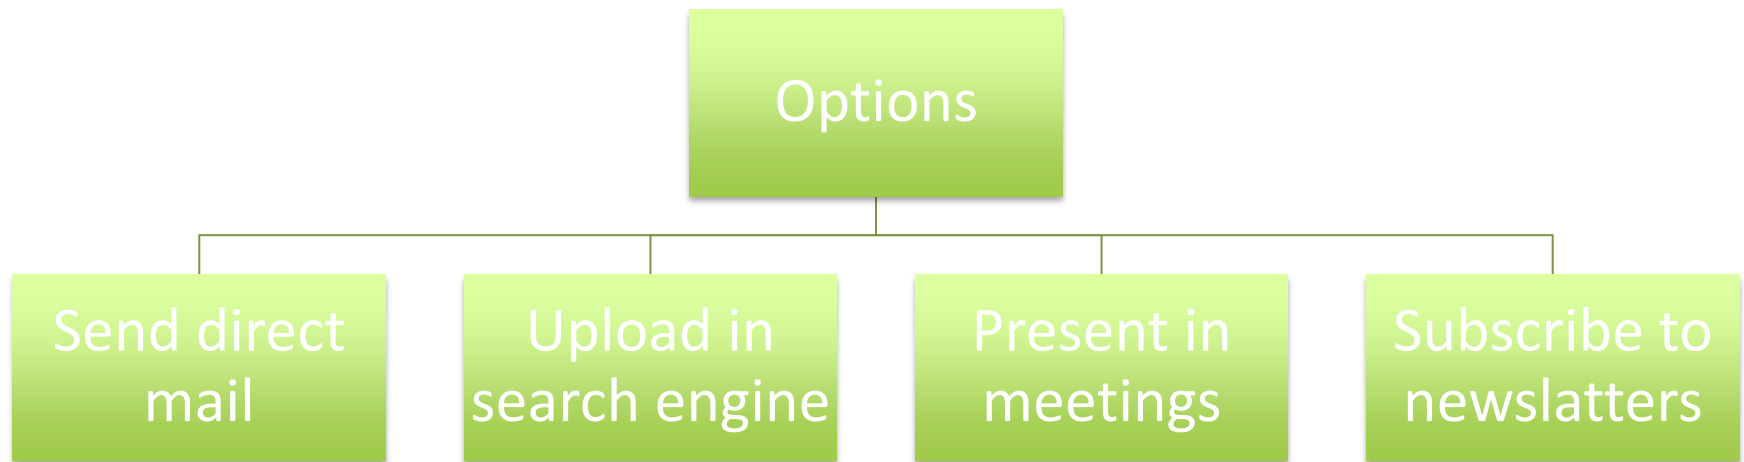 Options
Send direct
mail
Upload in
search engine
Present in
meetings
Subscribe to
newslatters